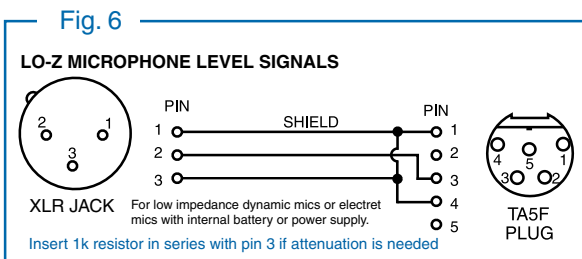 Fig. 6
LO-Z MICROPHONE LEVEL SIGNALS
PIN
PIN
1 SHIELD 1
2 2
3 3
4
5
2 1
3
4 5 1
3 2
XLR JACK
For low impedance dynamic mics or electret
mics with internal battery or power supply.
TA5F
PLUG
Insert 1k resistor in series with pin 3 if attenuation is needed